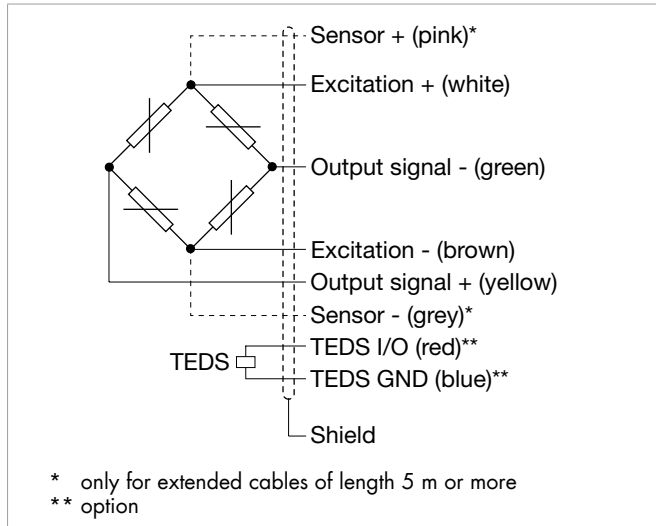 Sensor + (pink)*
Excitation + (white)
Output signal - (green)
Excitation - (brown)
Output signal + (yellow)
Sensor - (grey)*
TEDS I/O (red)**
TEDS
TEDS GND (blue)**
Shield
* only for extended cables of length 5 m or more
** option